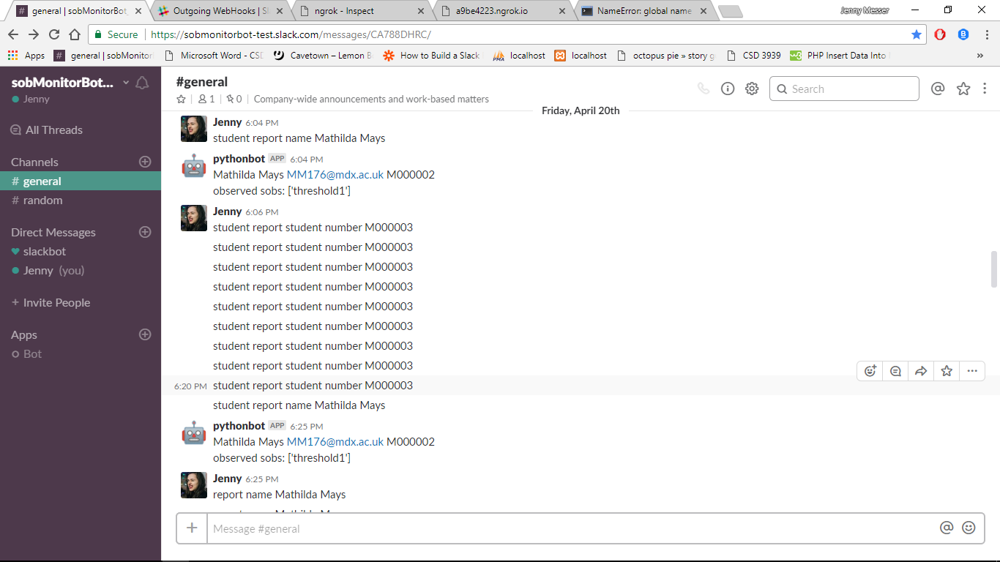 general | sobMonitorBot_
Outgoing WebHooks | Sl
ngrok - Inspect
a9be4223.ngrok.io
NameError: global name
Jenny Messer
Secure
https://sobmonitorbot-test.slack.com/messages/CA788DHRC/
Apps
general | sobMonitor
Microsoft Word - CSD
Cavetown – Lemon B
How to Build a Slack
localhost
localhost
octopus pie » story g
CSD 3939
PHP Insert Data Into
»
sobMonitorBot...
Jenny
All Threads
Channels
# general
# random
Direct Messages
slackbot
Jenny (you)
+ Invite People
Apps
Bot
#general
1
0
Company-wide announcements and work-based matters
Search
Friday, April 20th
Jenny 6:04 PM
student report name Mathilda Mays
pythonbot APP 6:04 PM
Mathilda Mays MM176@mdx.ac.uk M000002
observed sobs: ['threshold1']
Jenny 6:06 PM
student report student number M000003
student report student number M000003
student report student number M000003
student report student number M000003
student report student number M000003
student report student number M000003
student report student number M000003
student report student number M000003
6:20 PM student report student number M000003
student report name Mathilda Mays
pythonbot APP 6:25 PM
Mathilda Mays MM176@mdx.ac.uk M000002
observed sobs: ['threshold1']
Jenny 6:25 PM
report name Mathilda Mays
Message #general